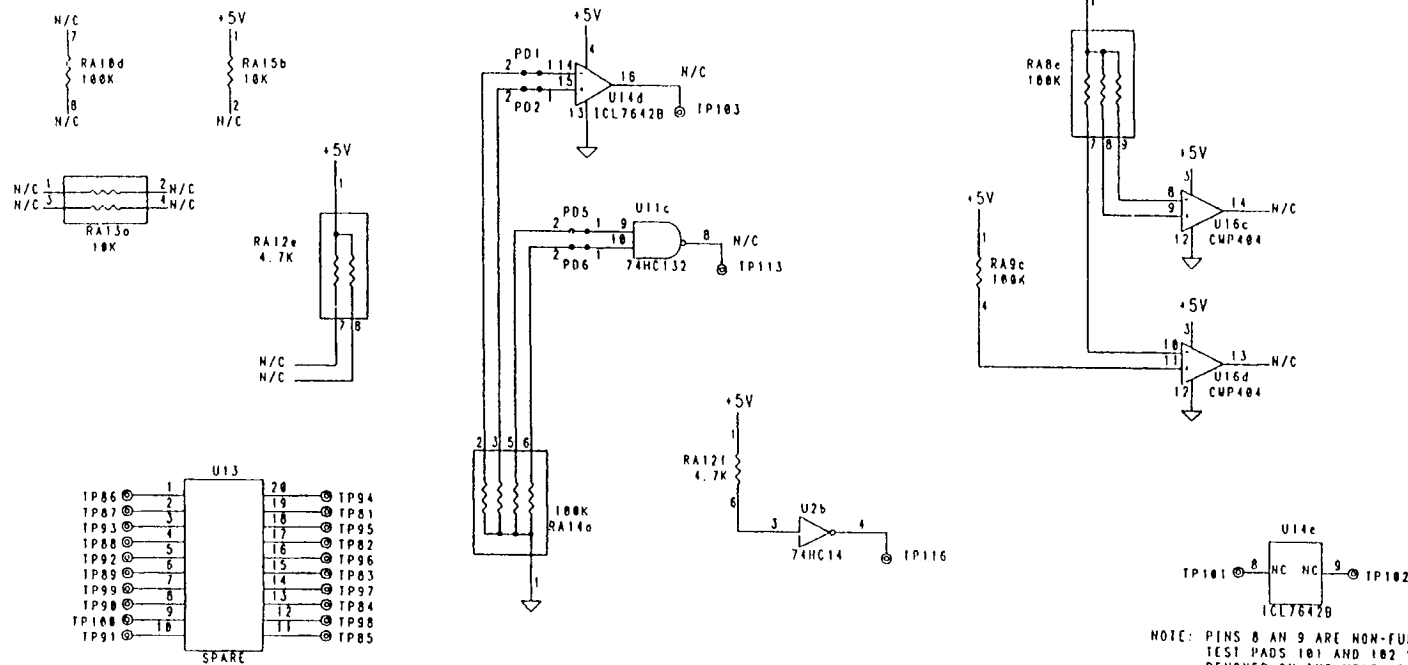 N/C
7
RA10d
100K
8
N/C
+5V
1
RA15b
10K
2
N/C
N/C 1 2 N/C
N/C 3 4 N/C
RA13a
10K
+5V
1
RA12e
4.7K
7 8
N/C
N/C
+5V
4
PD1
2 1 14
2 1 15
PD2
16
N/C
U14d
13 ICL7642B
TP103
PD5
2 1 9
2 1 10
PD6
U11c
8
N/C
74HC132
TP113
2 3 5 6
100K
RA14a
1
+5V
1
RA12f
4.7K
6
3
U2b
4
74HC14
TP116
1
RA8e
100K
7 8 9
+5V
3
8
9
14 N/C
U16c
12 CMP404
+5V
1
RA9c
100K
4
+5V
3
10
11
13 N/C
U16d
12 CMP404
U13
TP86 1 20 TP94
TP87 2 19 TP81
TP93 3 18 TP95
TP88 4 17 TP82
TP92 5 16 TP96
TP89 6 15 TP83
TP99 7 14 TP97
TP90 8 13 TP84
TP100 9 12 TP98
TP91 10 11 TP85
SPARE
U14e
TP101 8 NC NC 9 TP102
ICL7642B
NOTE: PINS 8 AN 9 ARE NON-FU
TEST PADS 101 AND 102